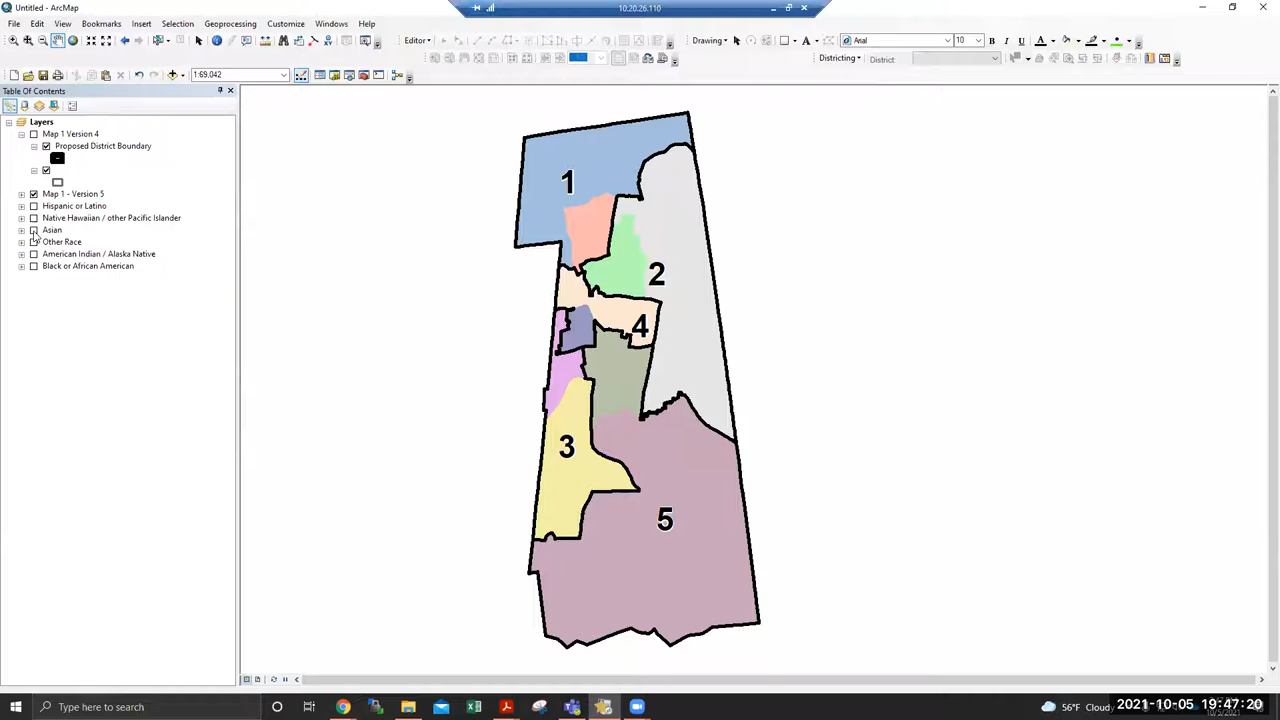 Untitled - ArcMap
10.20.26.110
File Edit View Bookmarks Insert Selection Geoprocessing Customize Windows Help
Editor Drawing Arial 10 B I U A
Districting District:
1:69,042
Table Of Contents
Layers
Map 1 Version 4
Proposed District Boundary
Map 1 - Version 5
Hispanic or Latino
Native Hawaiian / other Pacific Islander
Asian
Other Race
American Indian / Alaska Native
Black or African American
1
2
4
3
5
Type here to search
56°F Cloudy
2021-10-05 19:47:20